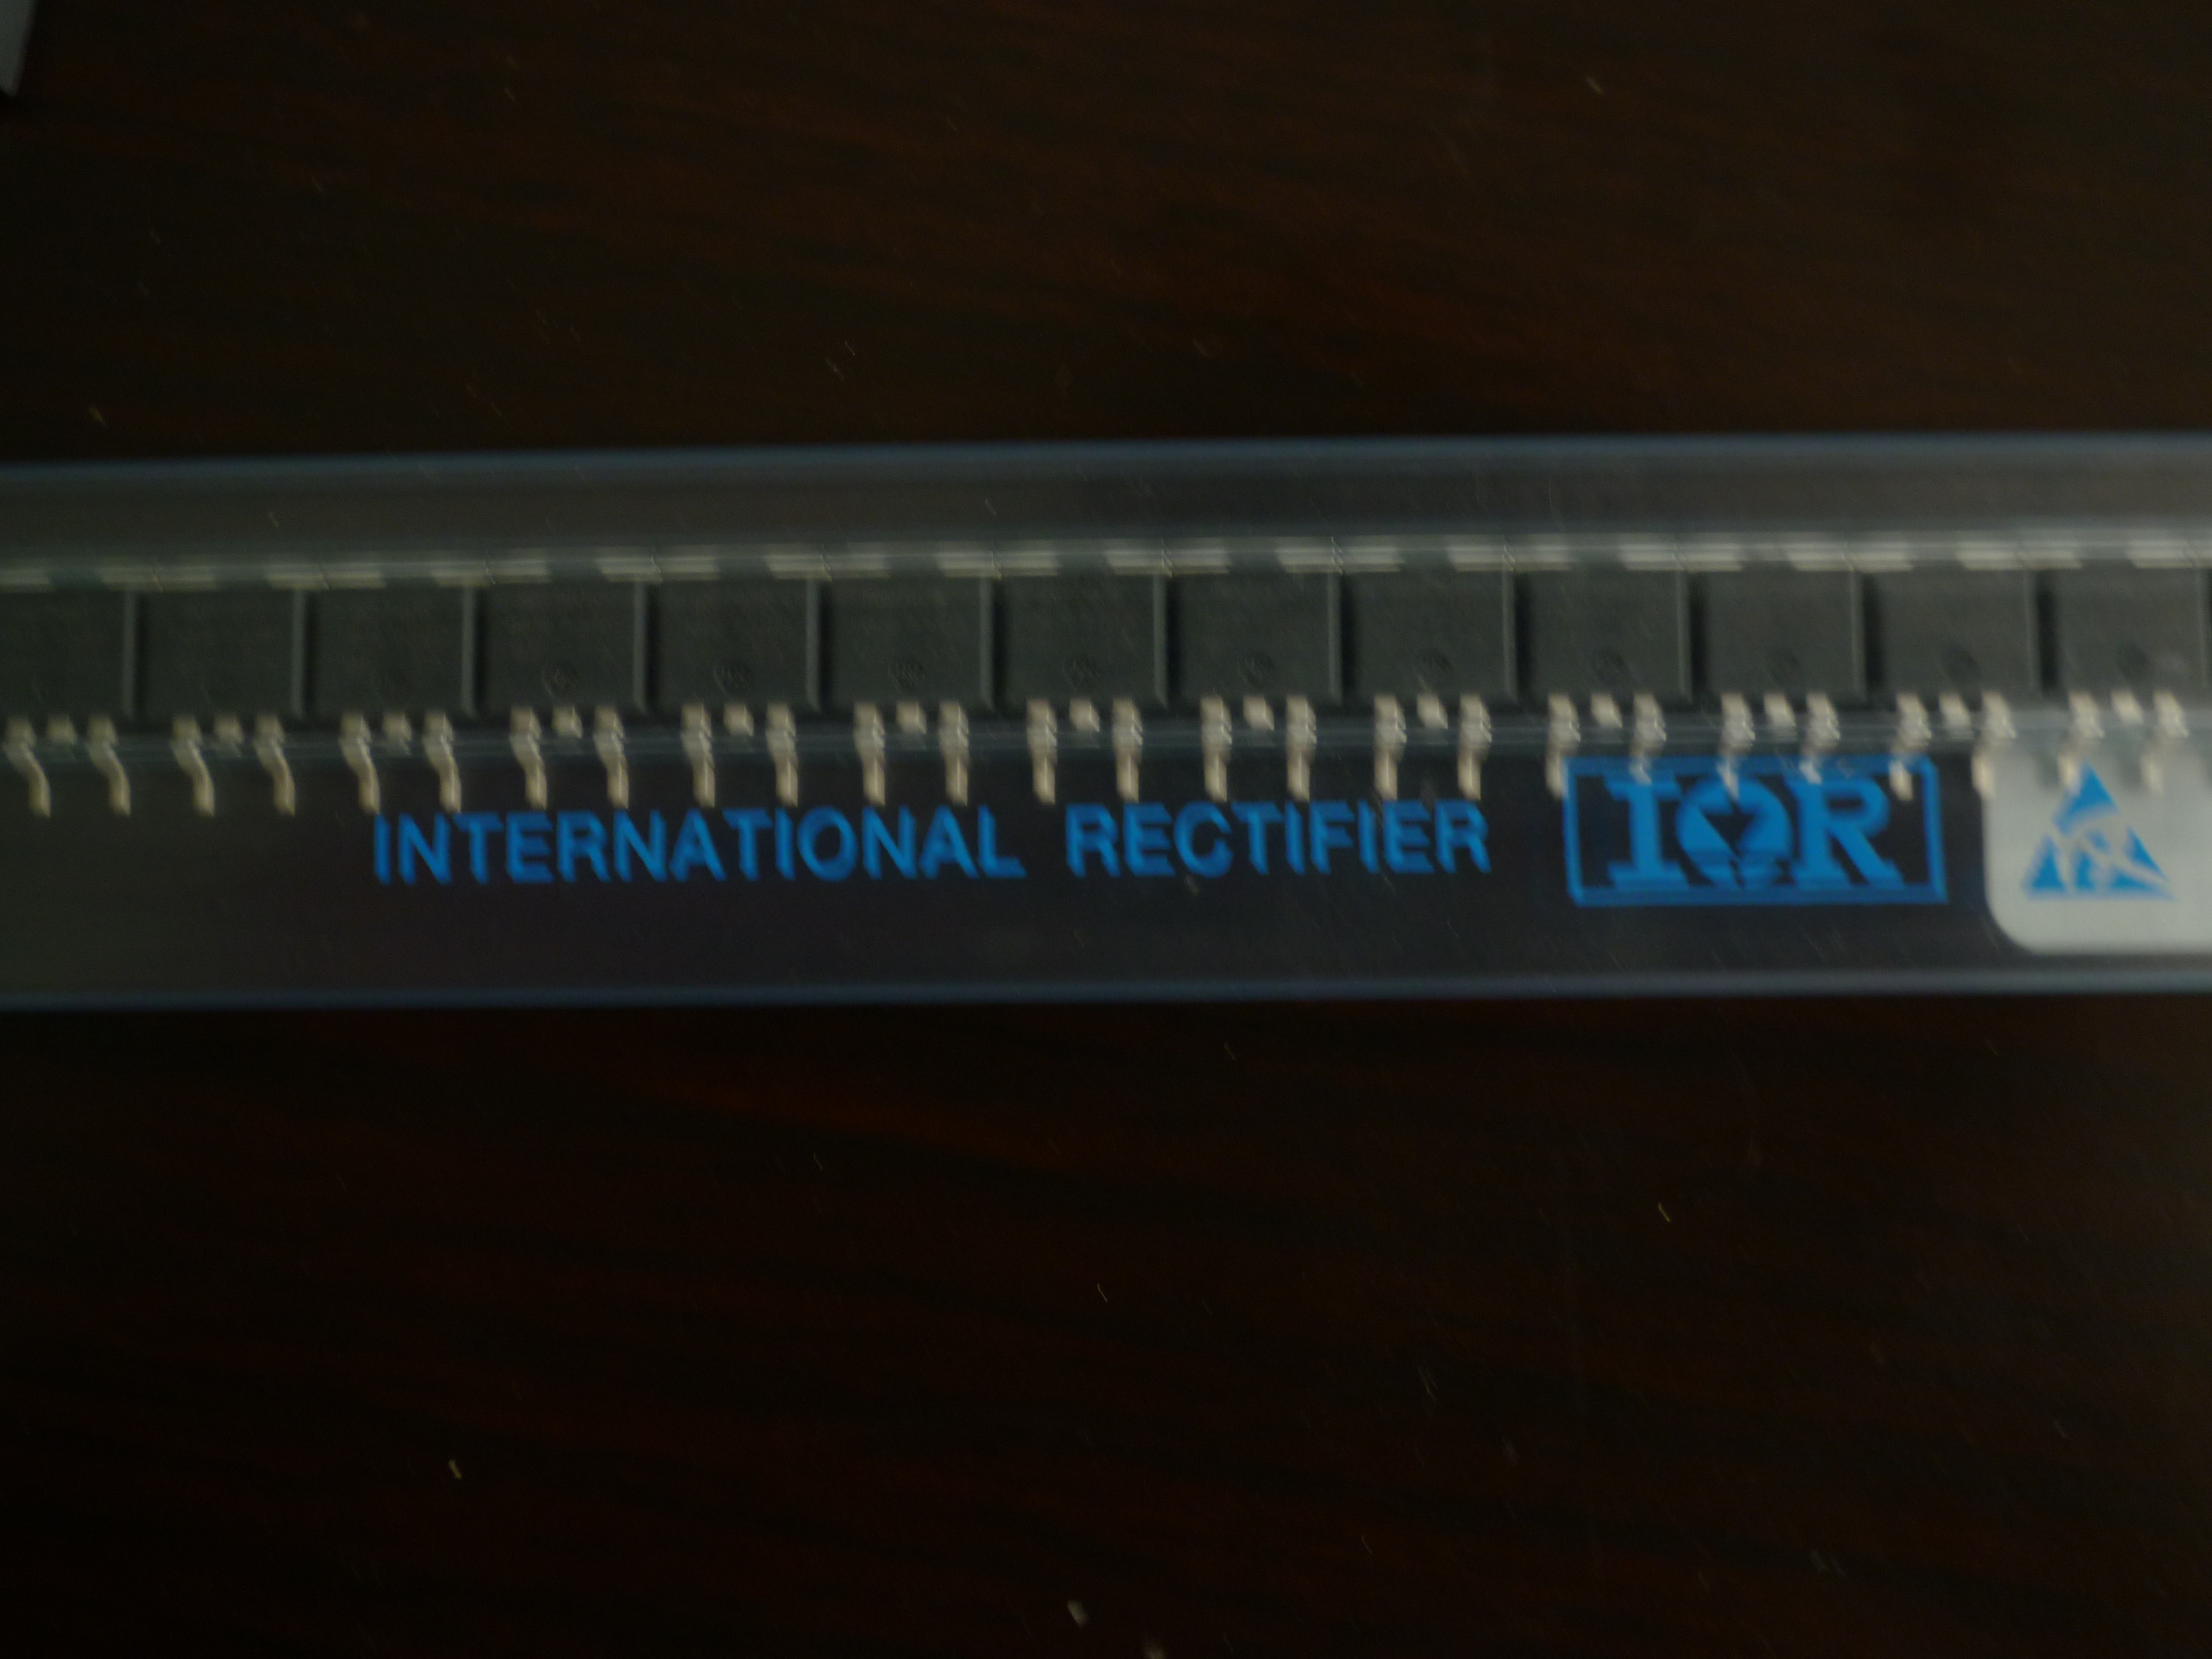 INTERNATIONAL RECTIFIER IOR